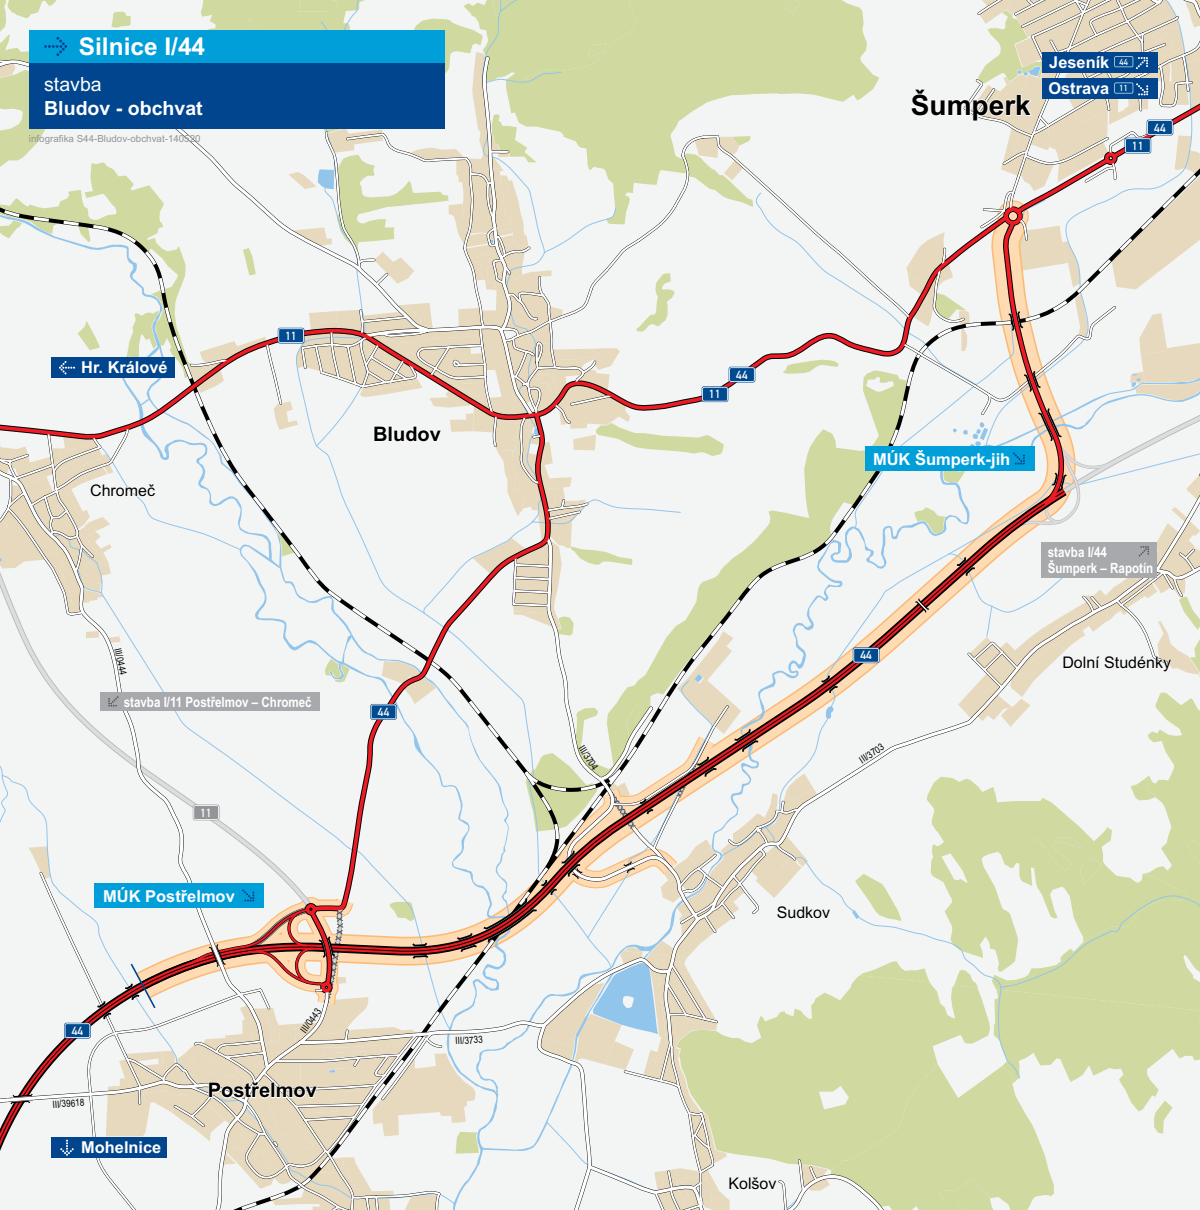 Silnice I/44
stavba
Bludov - obchvat
infografika S44-Bludov-obchvat-140520
Jeseník 44
Ostrava 11
Šumperk
44
11
11
Hr. Králové
44
11
Bludov
MÚK Šumperk-jih
Chromeč
stavba I/44
Šumperk – Rapotín
III/0444
44
Dolní Studénky
stavba I/11 Postřelmov – Chromeč
44
III/3704
III/3703
11
MÚK Postřelmov
Sudkov
44
III/0443
III/3733
Postřelmov
III/39618
Mohelnice
Kolšov